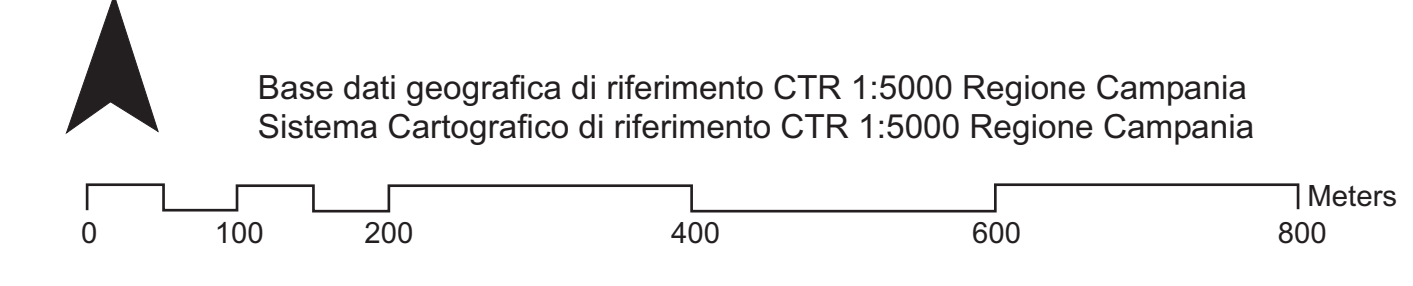 Base dati geografica di riferimento CTR 1:5000 Regione Campania
Sistema Cartografico di riferimento CTR 1:5000 Regione Campania
Meters
0 100 200 400 600 800